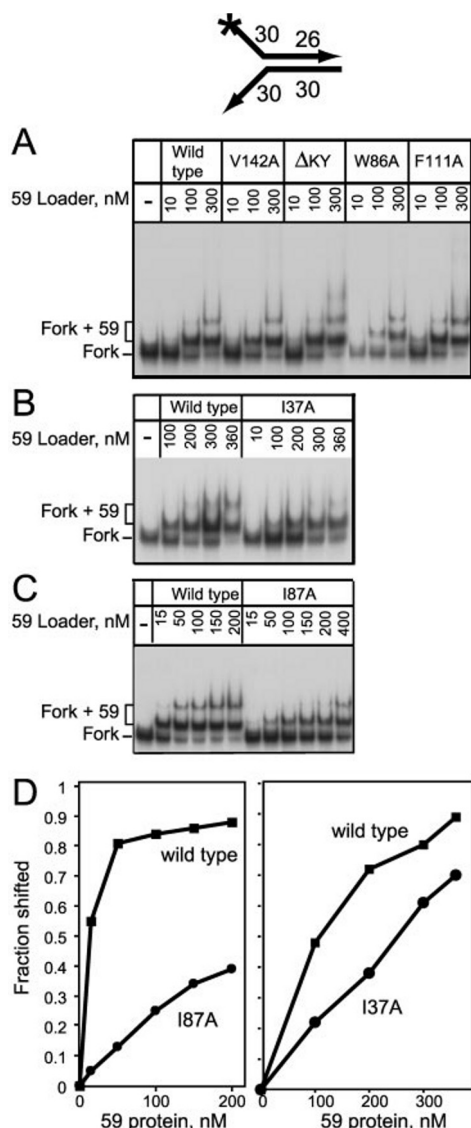 *
30 26
30 30
A
Wild type V142A ΔKY W86A F111A
59 Loader, nM - 10 100 300 10 100 300 10 100 300 10 100 300 10 100 300
Fork + 59
Fork
B
Wild type I37A
59 Loader, nM - 100 200 300 360 10 100 200 300 360
Fork + 59
Fork
C
Wild type I87A
59 Loader, nM - 15 50 100 150 200 15 50 100 150 200 400
Fork + 59
Fork
D
1
0.9
0.8
0.7
0.6
0.5
0.4
0.3
0.2
0.1
0
Fraction shifted
wild type
I87A
0 100 200
59 protein, nM
wild type
I37A
0 100 200 300
59 protein, nM